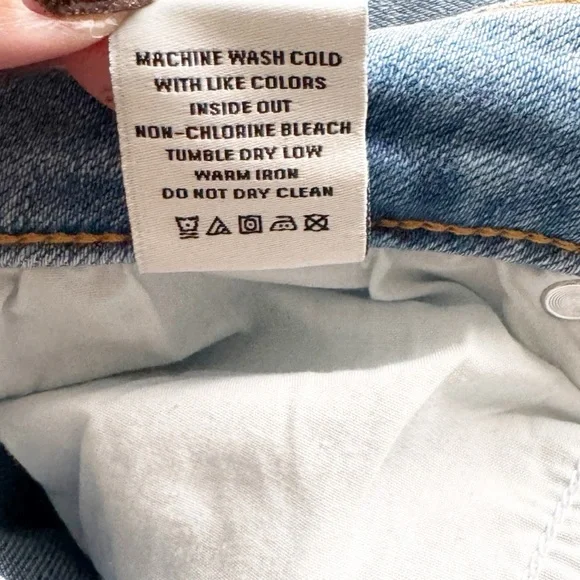 MACHINE WASH COLD
WITH LIKE COLORS
INSIDE OUT
NON-CHLORINE BLEACH
TUMBLE DRY LOW
WARM IRON
DO NOT DRY CLEAN